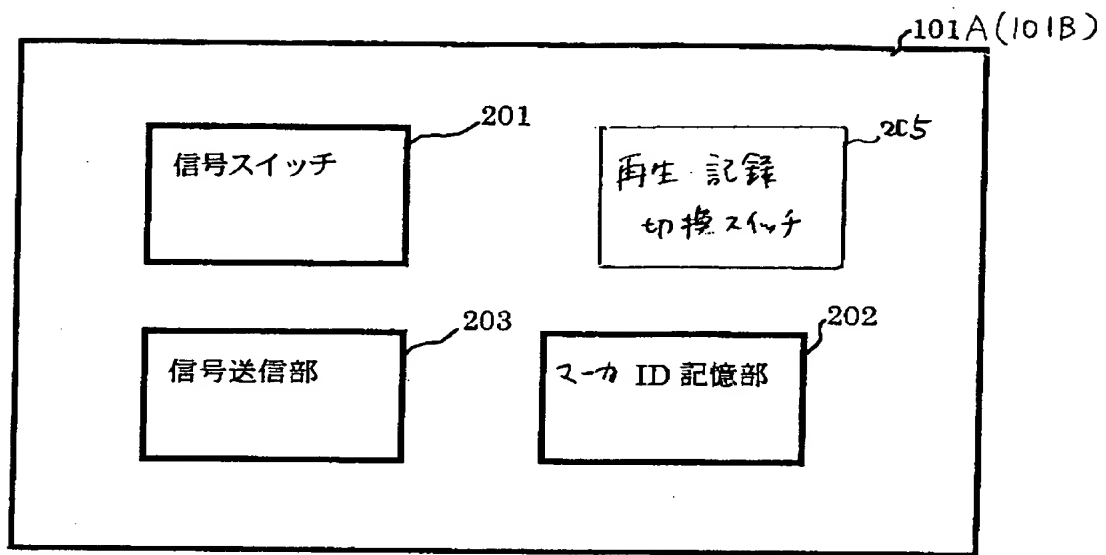 101A(101B)
201
信号スイッチ
205
再生・記録
切換スイッチ
203
信号送信部
202
マーカ ID 記憶部